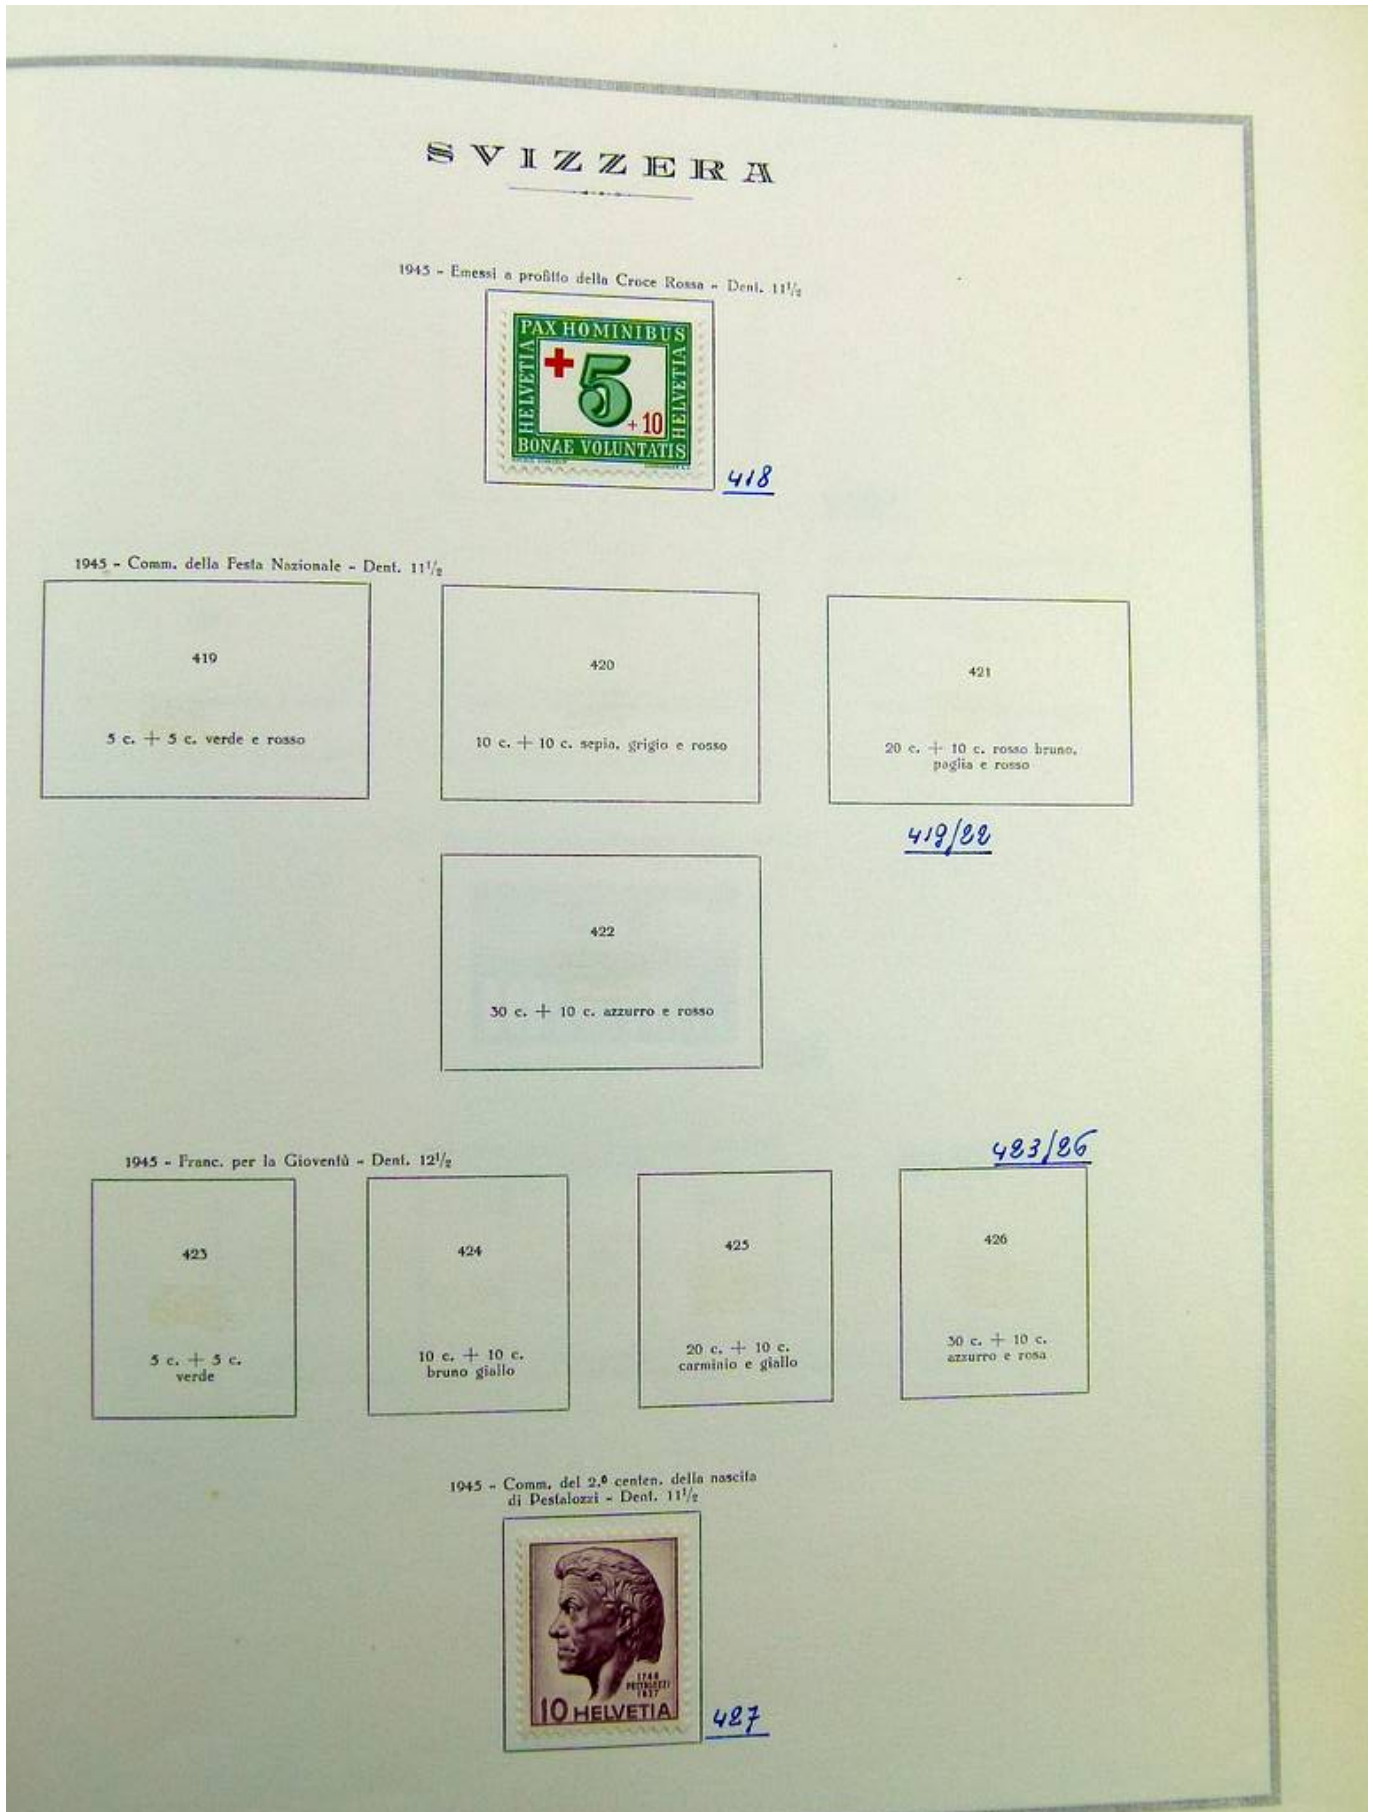 SVIZZERA
1945 - Emessi a profitto della Croce Rossa - Dent. 11½
PAX HOMINIBUS
HELVETIA
+5
+10
HELVETIA
BONAE VOLUNTATIS
418
1945 - Comm. della Festa Nazionale - Dent. 11½
419
5 c. + 5 c. verde e rosso
420
10 c. + 10 c. sepia, grigio e rosso
421
20 c. + 10 c. rosso bruno,
paglia e rosso
419/22
422
30 c. + 10 c. azzurro e rosso
1945 - Franc. per la Gioventù - Dent. 12½
423/26
423
5 c. + 5 c.
verde
424
10 c. + 10 c.
bruno giallo
425
20 c. + 10 c.
carminio e giallo
426
30 c. + 10 c.
azzurro e rosa
1945 - Comm. del 2.º centen. della nascita
di Pestalozzi - Dent. 11½
1746
PESTALOZZI
1827
10 HELVETIA
427